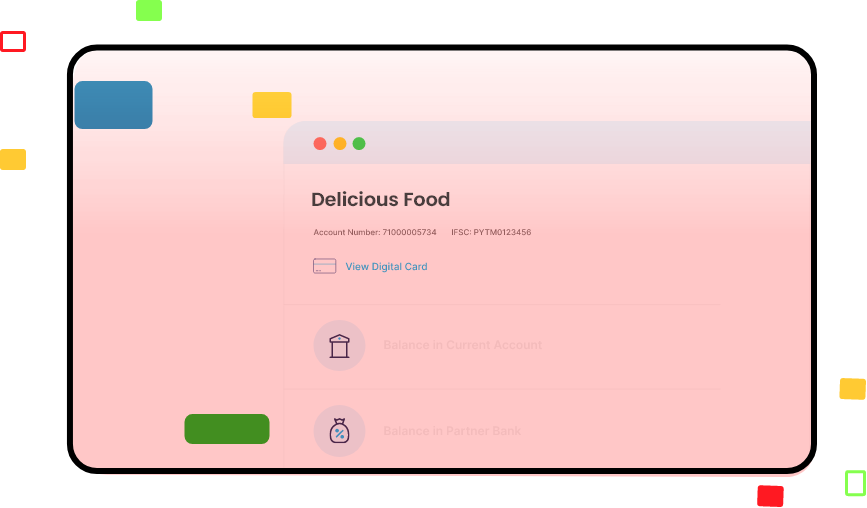 Delicious Food
Account Number: 71000005734 IFSC: PYTM0123456
View Digital Card
Balance in Current Account
Balance in Partner Bank